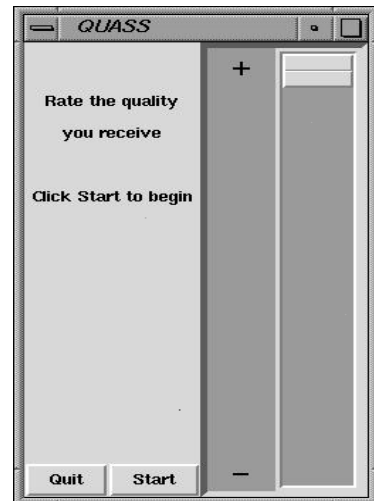 QUASS
+
Rate the quality
you receive
Click Start to begin
Quit Start
−